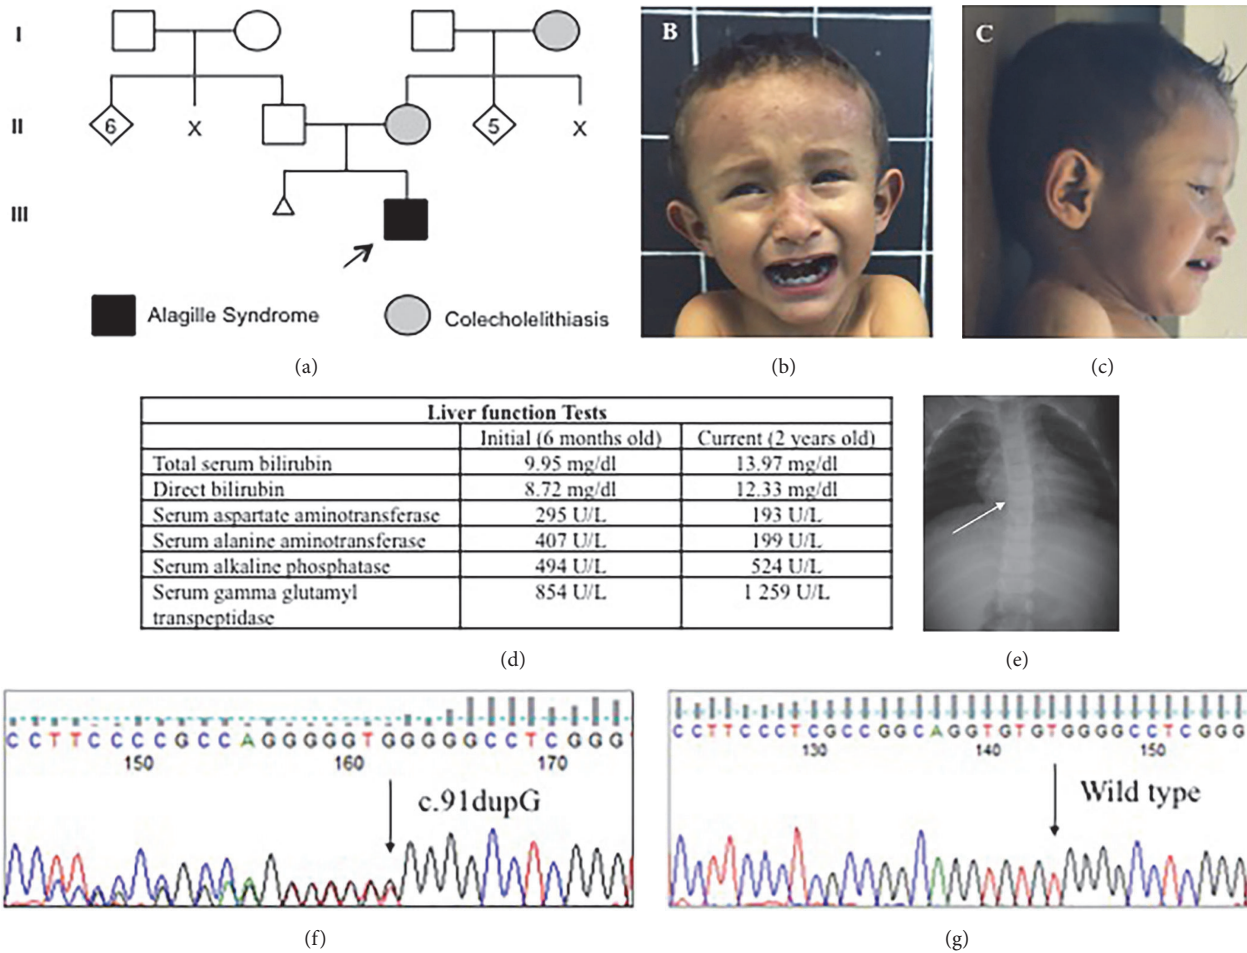 I
II
III
6
X
5
X
Alagille Syndrome
Colecholelithiasis
(a)
B
(b)
C
(c)
Liver function Tests
Initial (6 months old) Current (2 years old)
Total serum bilirubin 9.95 mg/dl 13.97 mg/dl
Direct bilirubin 8.72 mg/dl 12.33 mg/dl
Serum aspartate aminotransferase 295 U/L 193 U/L
Serum alanine aminotransferase 407 U/L 199 U/L
Serum alkaline phosphatase 494 U/L 524 U/L
Serum gamma glutamyl 854 U/L 1 259 U/L
transpeptidase
(d)
(e)
C C T T C C C C G C C A G G G G G T G G G G G C C T C G G G
150 160 170
c.91dupG
(f)
C C T T C C C T C G C C G G C A G G T G T G T G G G G C C T C G G G
130 140 150
Wild type
(g)